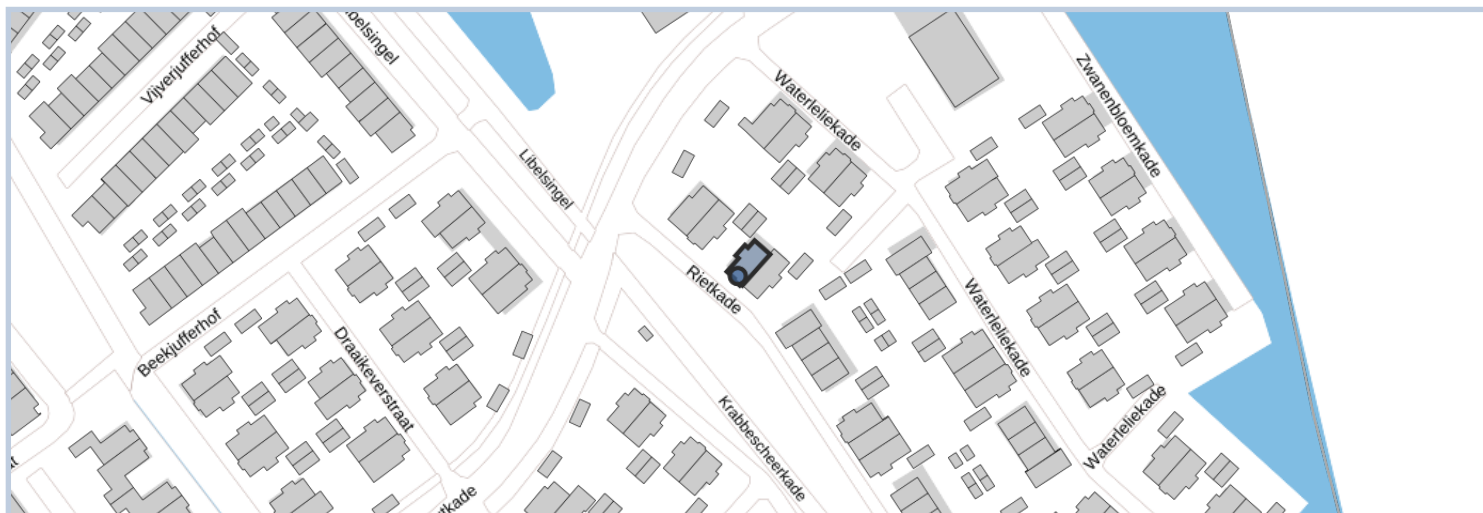 Vijverjufferhof
Libelsingel
Libelsingel
Waterleliekade
Zwanenbloemkade
Rietkade
Waterleliekade
Beekjufferhof
Draaikeverstraat
Krabbescheerkade
Waterleliekade